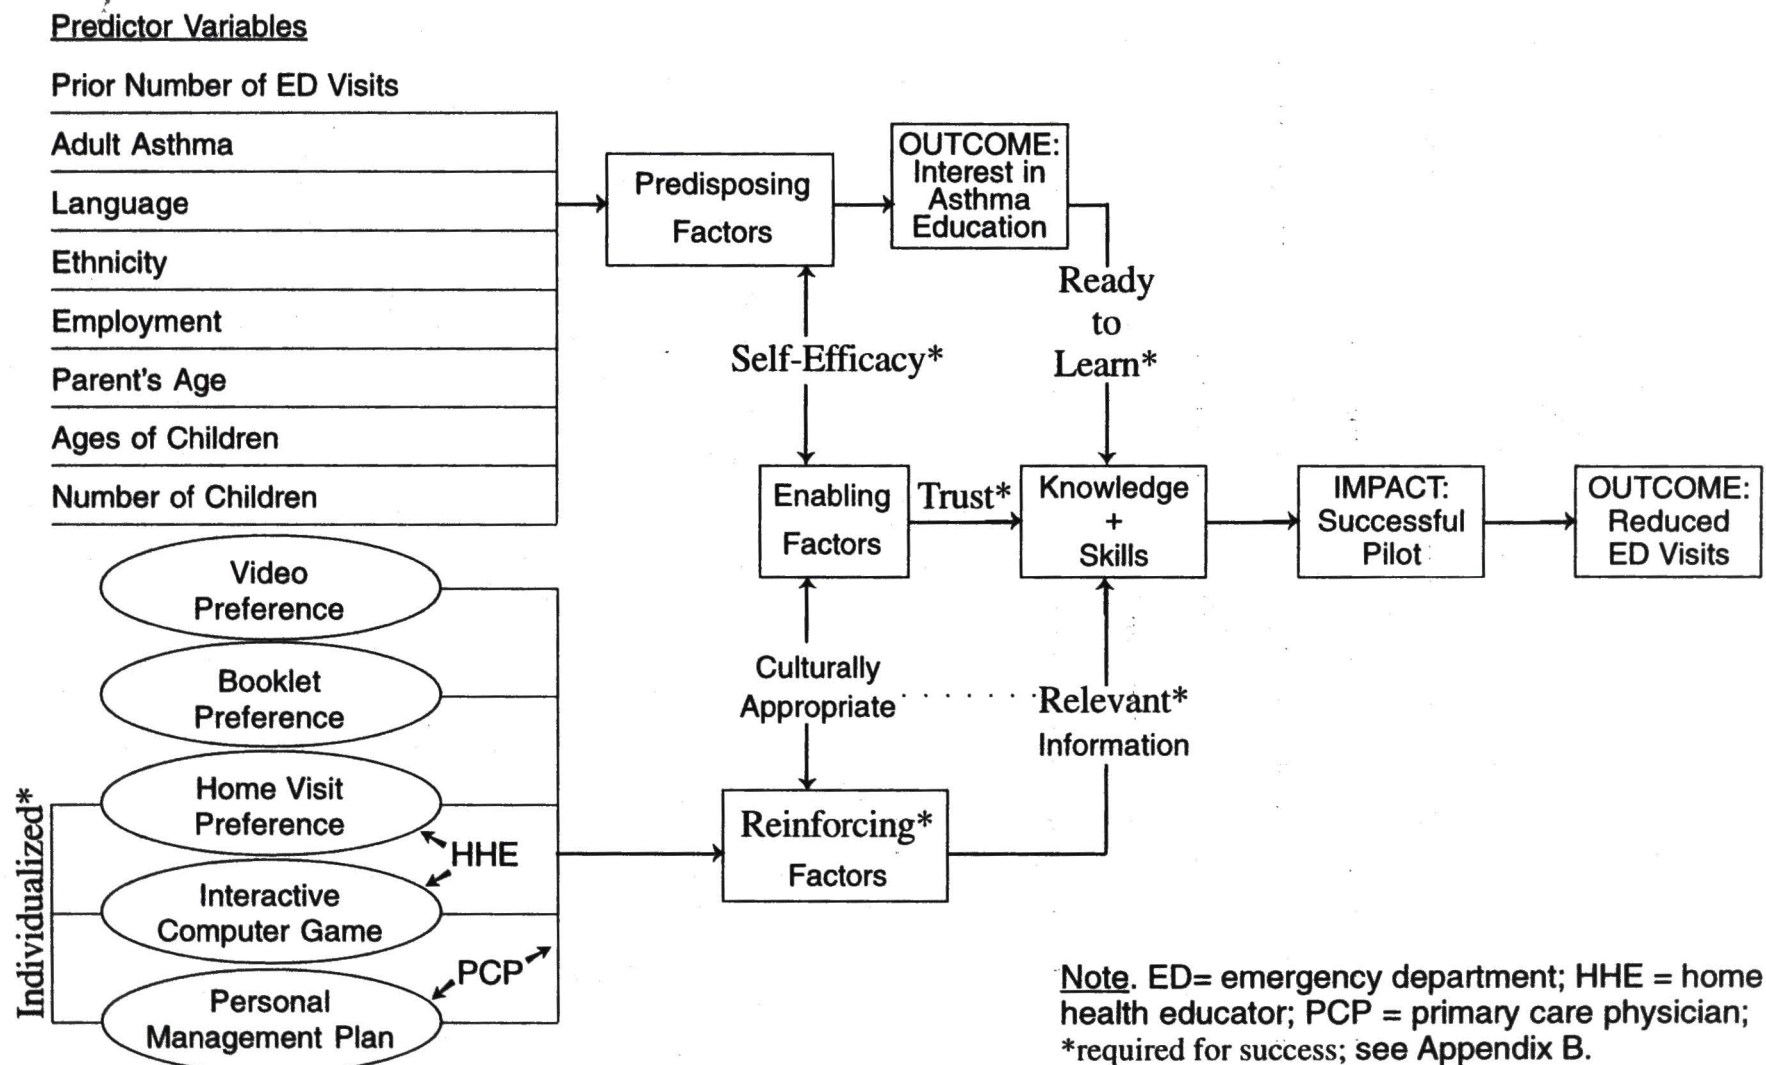 Predictor Variables
Prior Number of ED Visits
Adult Asthma
Language
Ethnicity
Employment
Parent's Age
Ages of Children
Number of Children
Predisposing
Factors
OUTCOME:
Interest in
Asthma
Education
Ready
to
Learn*
Self-Efficacy*
Enabling
Factors
Trust*
Knowledge
+
Skills
IMPACT:
Successful
Pilot
OUTCOME:
Reduced
ED Visits
Video
Preference
Booklet
Preference
Home Visit
Preference
HHE
Interactive
Computer Game
PCP
Personal
Management Plan
Individualized*
Culturally
Appropriate
Relevant*
Information
Reinforcing*
Factors
Note. ED= emergency department; HHE = home
health educator; PCP = primary care physician;
*required for success; see Appendix B.